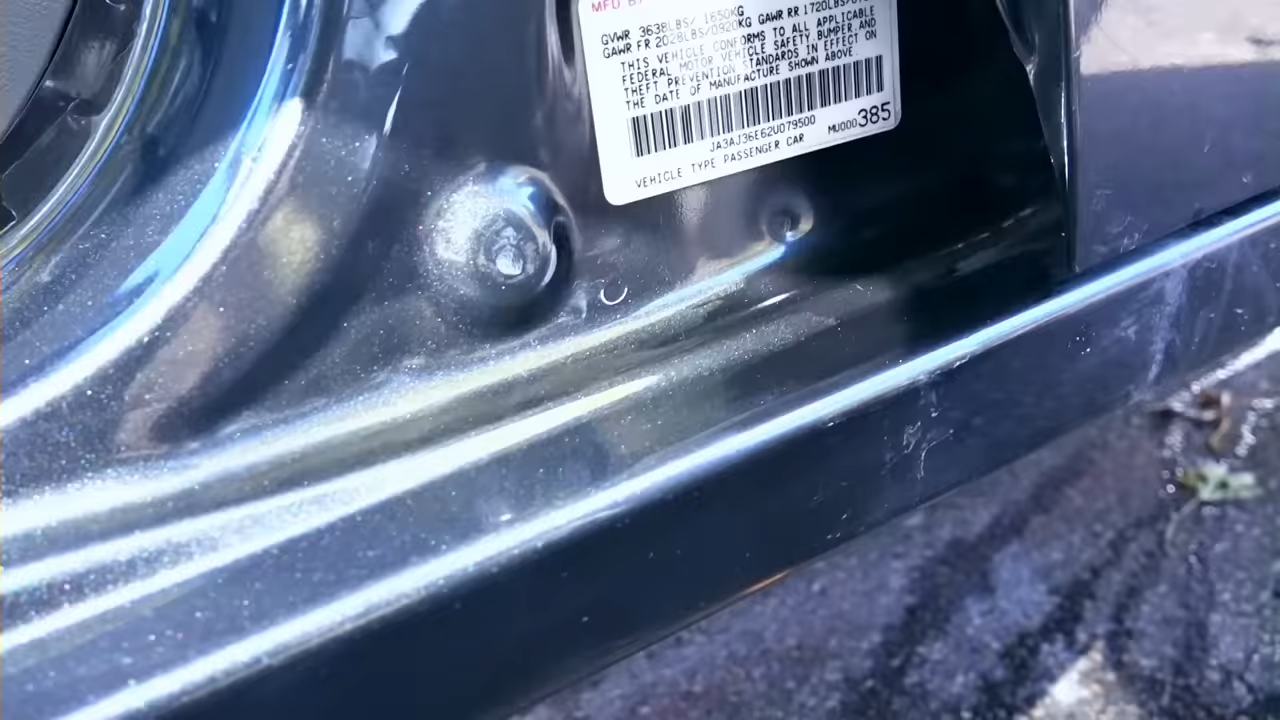 MFD BY
GVWR 3638LBS/ 1650KG
GAWR FR 2028LBS/0920KG GAWR RR 1720LBS/
THIS VEHICLE CONFORMS TO ALL APPLICABLE
FEDERAL MOTOR VEHICLE SAFETY,BUMPER,AND
THEFT PREVENTION STANDARDS IN EFFECT ON
THE DATE OF MANUFACTURE SHOWN ABOVE.
JA3AJ36E62U079500
MU000385
VEHICLE TYPE PASSENGER CAR